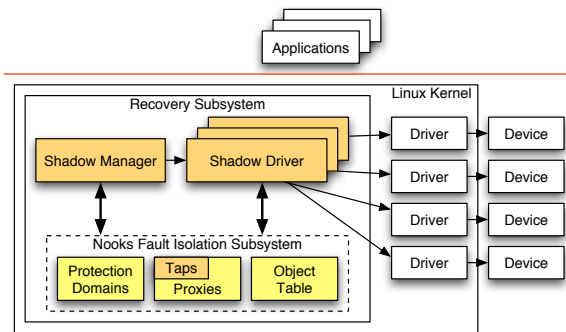 Applications
Linux Kernel
Recovery Subsystem
Shadow Manager
Shadow Driver
Driver
Device
Driver
Device
Driver
Device
Driver
Device
Nooks Fault Isolation Subsystem
Protection
Domains
Taps
Proxies
Object
Table